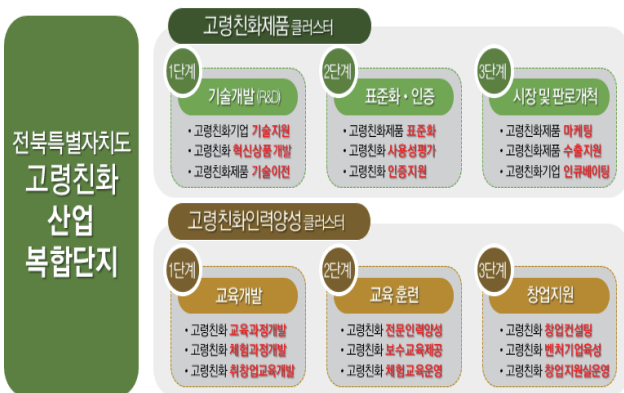 전북특별자치도
고령친화
산업
복합단지
고령친화제품 클러스터
1단계
기술개발 (R&D)
• 고령친화기업 기술지원
• 고령친화 혁신상품 개발
• 고령친화제품 기술이전
2단계
표준화·인증
• 고령친화제품 표준화
• 고령친화 사용성평가
• 고령친화 인증지원
3단계
시장 및 판로개척
• 고령친화제품 마케팅
• 고령친화제품 수출지원
• 고령친화기업 인큐베이팅
고령친화인력양성 클러스터
1단계
교육개발
• 고령친화 교육과정개발
• 고령친화 체험과정개발
• 고령친화 취창업교육개발
2단계
교육 훈련
• 고령친화 전문인력양성
• 고령친화 보수교육제공
• 고령친화 체험교육운영
3단계
창업지원
• 고령친화 창업컨설팅
• 고령친화 벤처기업육성
• 고령친화 창업지원실운영